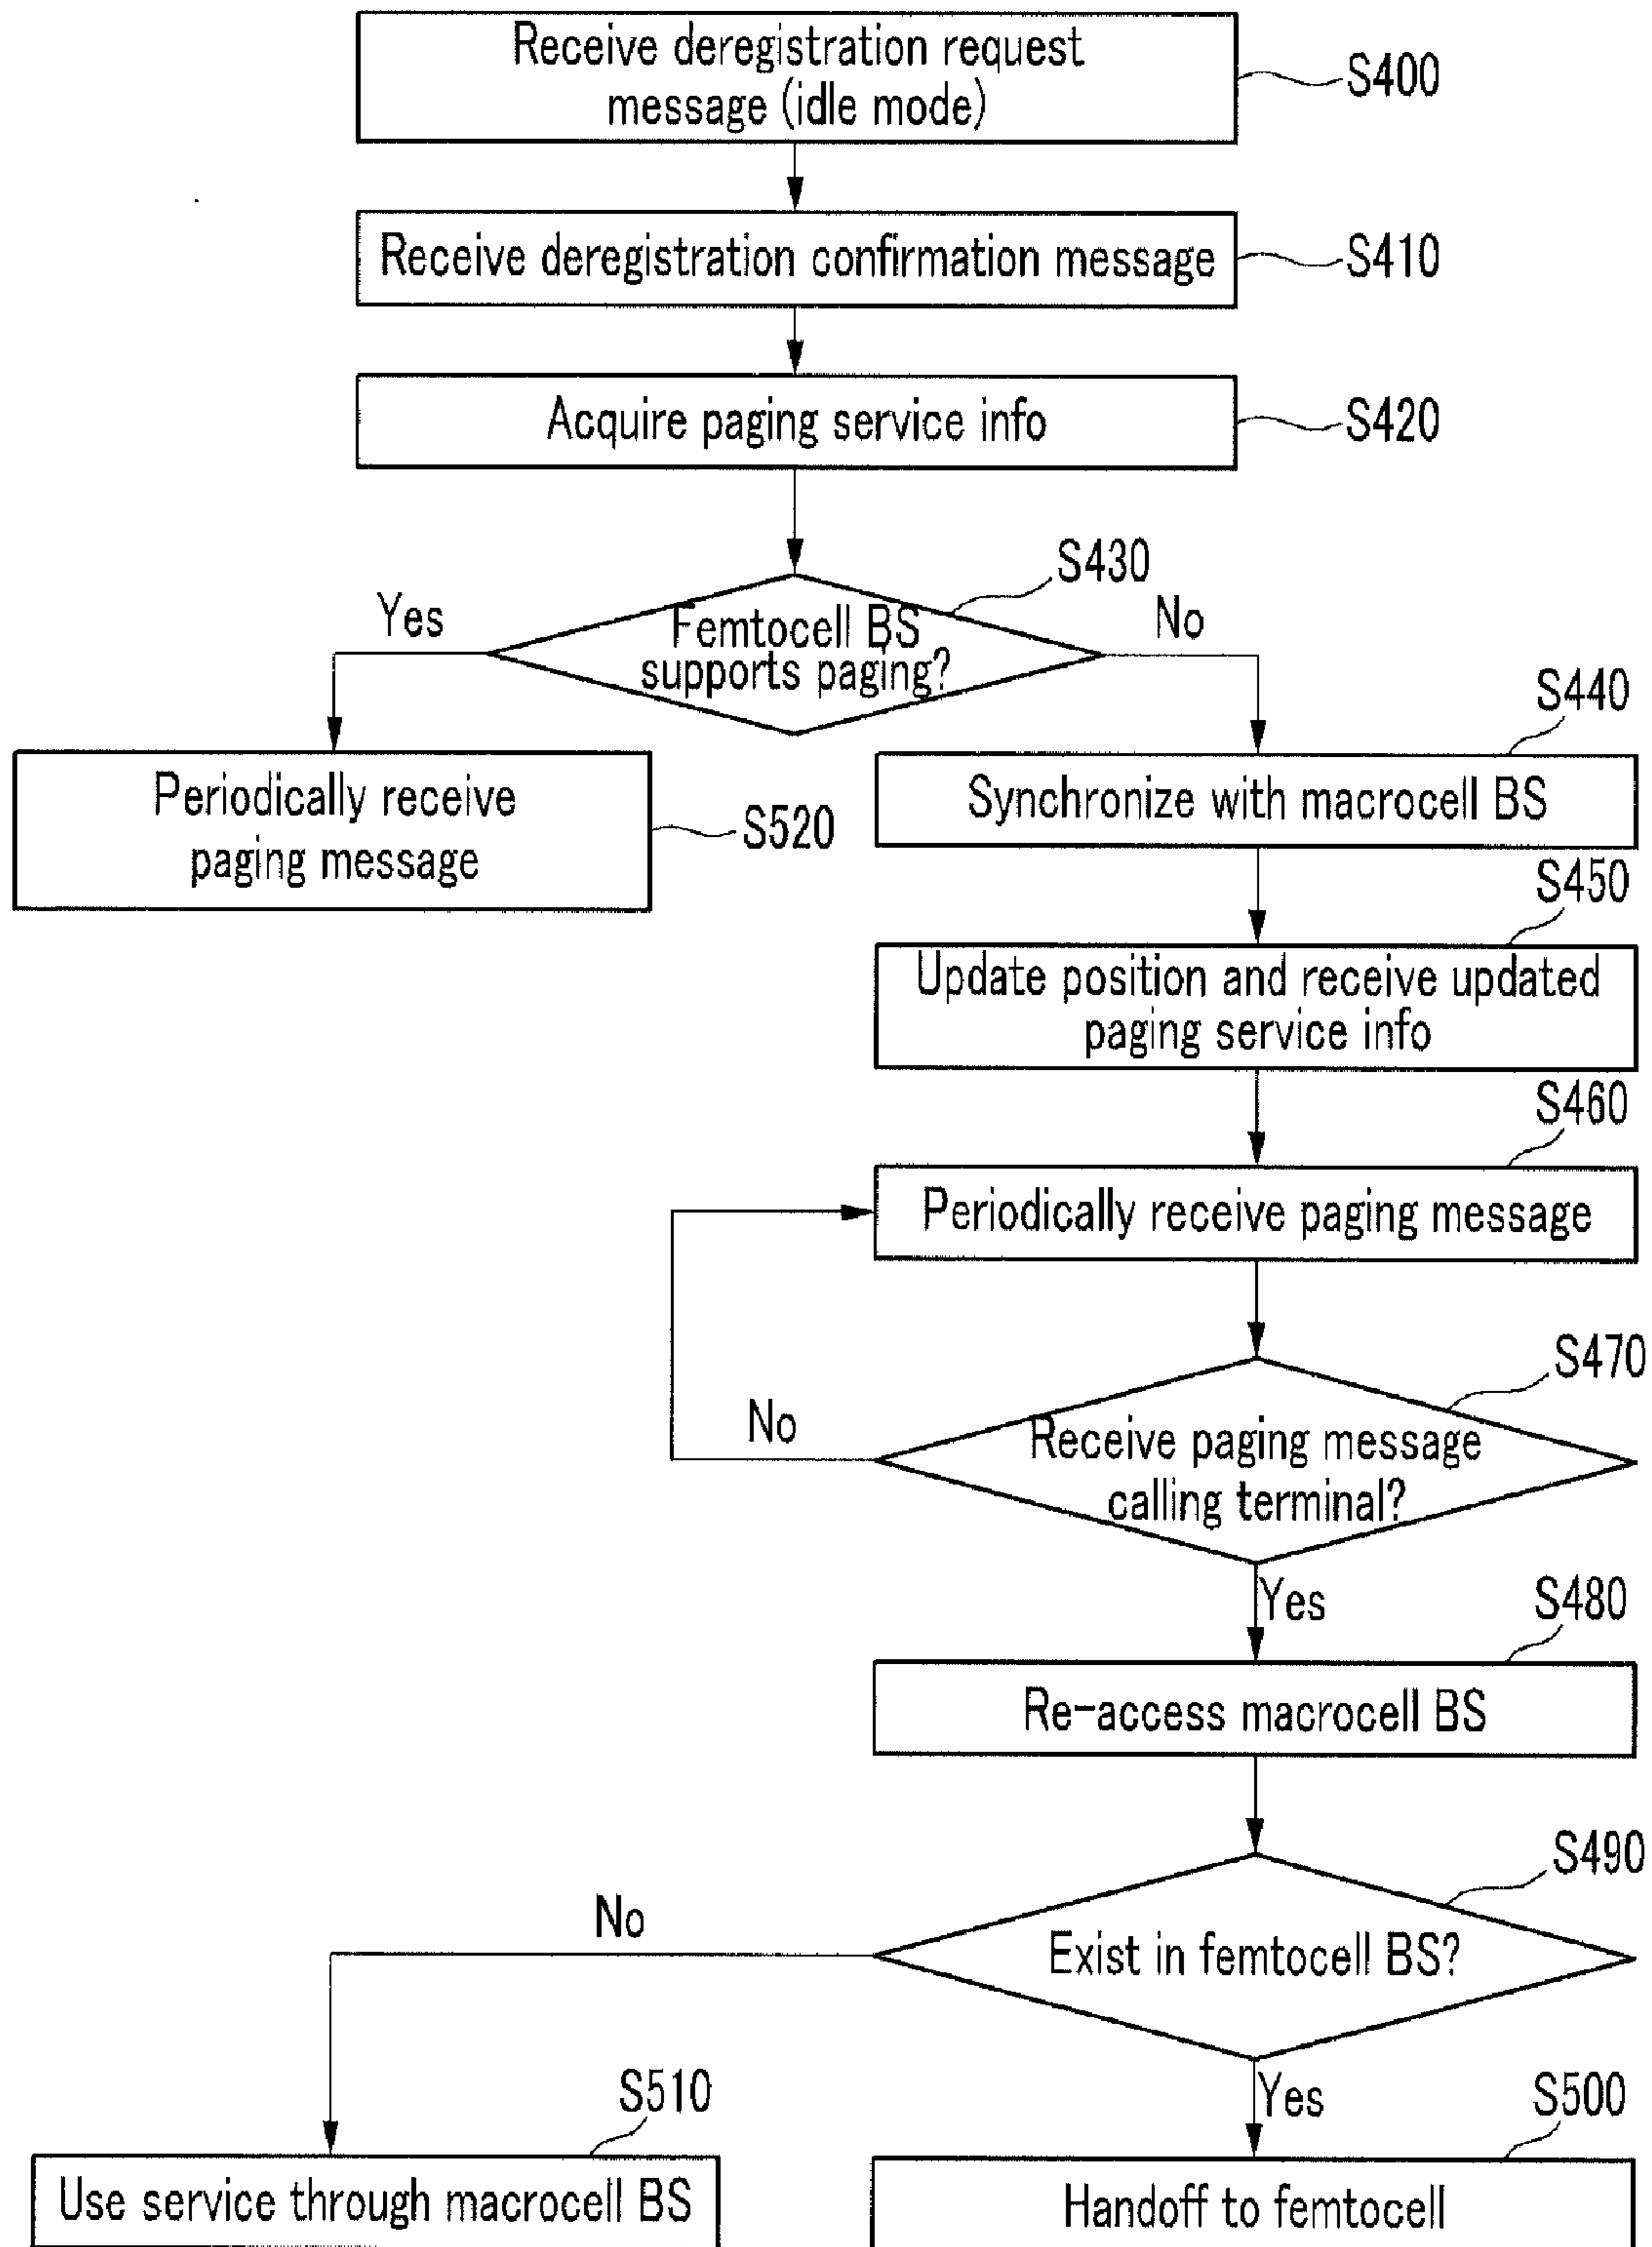 Receive deregistration request
message (idle mode)
S400
Receive deregistration confirmation message
S410
Acquire paging service info
S420
S430
Yes
Femtocell BS
supports paging?
No
S440
Periodically receive
paging message
S520
Synchronize with macrocell BS
S450
Update position and receive updated
paging service info
S460
Periodically receive paging message
S470
No
Receive paging message
calling terminal?
Yes
S480
Re-access macrocell BS
S490
No
Exist in femtocell BS?
Yes
S510
S500
Use service through macrocell BS
Handoff to femtocell